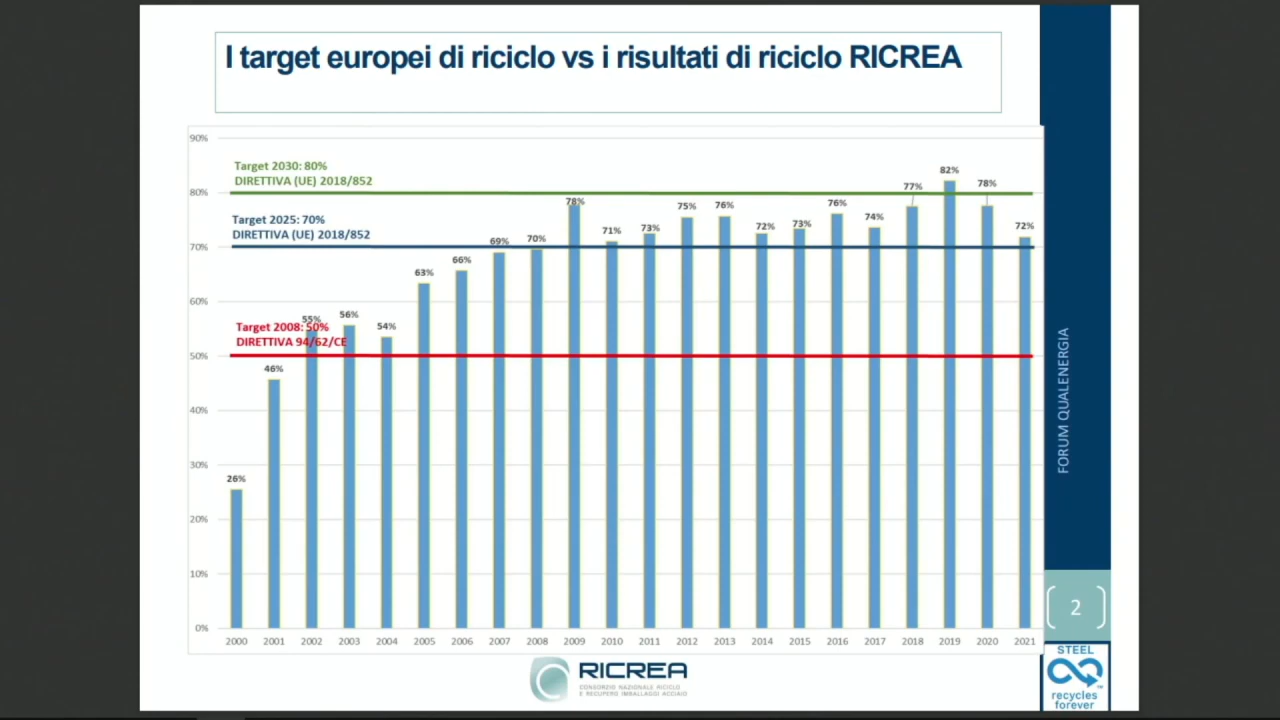 I target europei di riciclo vs i risultati di riciclo RICREA
90%
Target 2030: 80%
DIRETTIVA (UE) 2018/852
80%
Target 2025: 70%
DIRETTIVA (UE) 2018/852
70%
60%
Target 2008: 50%
DIRETTIVA 94/62/CE
50%
40%
30%
20%
10%
0%
26%
46%
55%
56%
54%
63%
66%
69%
70%
78%
71%
73%
75%
76%
72%
73%
76%
74%
77%
82%
78%
72%
2000 2001 2002 2003 2004 2005 2006 2007 2008 2009 2010 2011 2012 2013 2014 2015 2016 2017 2018 2019 2020 2021
FORUM QUALENERGIA
2
RICREA
CONSORZIO NAZIONALE RICICLO
E RECUPERO IMBALLAGGI ACCIAIO
STEEL
TM
recycles
forever